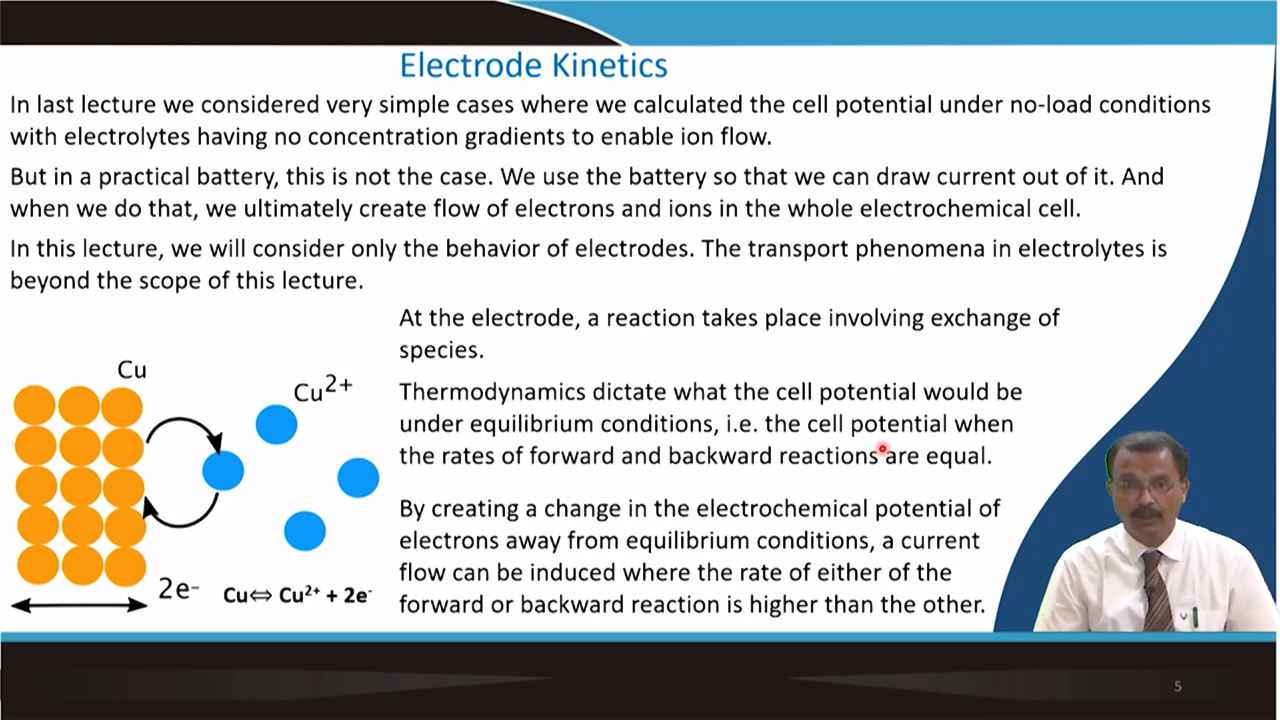 Electrode Kinetics
In last lecture we considered very simple cases where we calculated the cell potential under no-load conditions
with electrolytes having no concentration gradients to enable ion flow.
But in a practical battery, this is not the case. We use the battery so that we can draw current out of it. And
when we do that, we ultimately create flow of electrons and ions in the whole electrochemical cell.
In this lecture, we will consider only the behavior of electrodes. The transport phenomena in electrolytes is
beyond the scope of this lecture.
At the electrode, a reaction takes place involving exchange of
species.
Thermodynamics dictate what the cell potential would be
under equilibrium conditions, i.e. the cell potential when
the rates of forward and backward reactions are equal.
By creating a change in the electrochemical potential of
electrons away from equilibrium conditions, a current
flow can be induced where the rate of either of the
forward or backward reaction is higher than the other.
Cu
Cu²⁺
2e-
Cu⇔ Cu²⁺ + 2e⁻
5